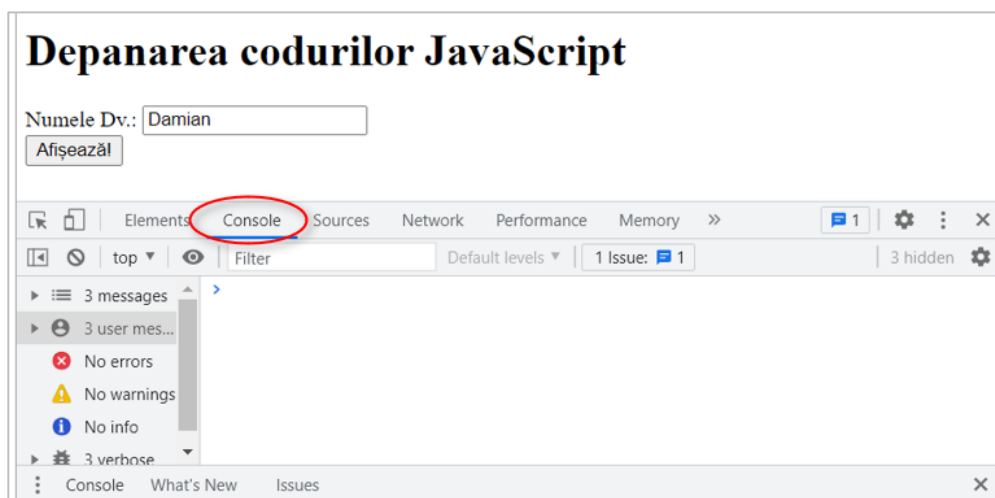 Depanarea codurilor JavaScript
Numele Dv.: Damian
Afișează!
Elements Console Sources Network Performance Memory » 1
top ▼ Filter Default levels ▼ 1 Issue: 1 3 hidden
3 messages
3 user mes...
No errors
No warnings
No info
3 verbose
Console What's New Issues